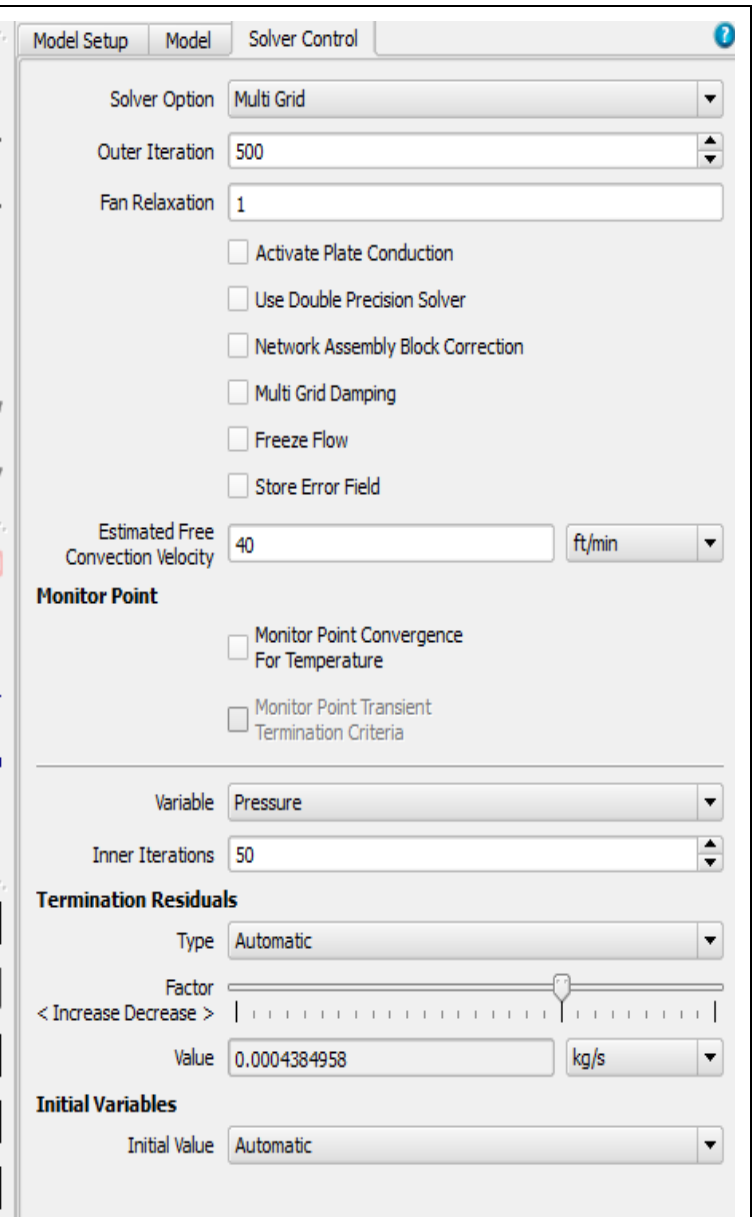 Model Setup Model Solver Control ?
Solver Option Multi Grid
Outer Iteration 500
Fan Relaxation 1
Activate Plate Conduction
Use Double Precision Solver
Network Assembly Block Correction
Multi Grid Damping
Freeze Flow
Store Error Field
Estimated Free
Convection Velocity 40 ft/min
Monitor Point
Monitor Point Convergence
For Temperature
Monitor Point Transient
Termination Criteria
Variable Pressure
Inner Iterations 50
Termination Residuals
Type Automatic
Factor
< Increase Decrease >
Value 0.0004384958 kg/s
Initial Variables
Initial Value Automatic